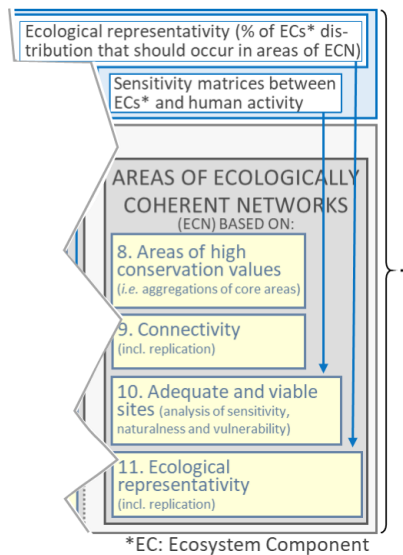 Ecological representativity (% of ECs* dis-
tribution that should occur in areas of ECN)
Sensitivity matrices between
ECs* and human activity
AREAS OF ECOLOGICALLY
COHERENT NETWORKS
(ECN) BASED ON:
8. Areas of high
conservation values
(i.e. aggregations of core areas)
9. Connectivity
(incl. replication)
10. Adequate and viable
sites (analysis of sensitivity,
naturalness and vulnerability)
11. Ecological
representativity
(incl. replication)
*EC: Ecosystem Component